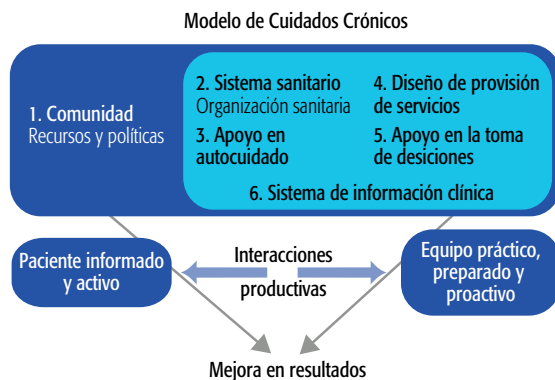 Modelo de Cuidados Crónicos
1. Comunidad
Recursos y políticas
2. Sistema sanitario
Organización sanitaria
3. Apoyo en
autocuidado
4. Diseño de provisión
de servicios
5. Apoyo en la toma
de desiciones
6. Sistema de información clínica
Paciente informado
y activo
Interacciones
productivas
Equipo práctico,
preparado y
proactivo
Mejora en resultados